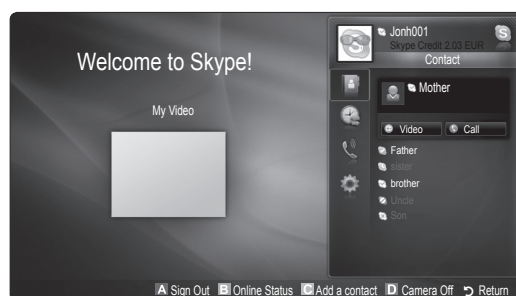 Jonh001
Skype Credit 2.03 EUR
Contact
Welcome to Skype!
My Video
Mother
Video Call
Father
sister
brother
Uncle
Son
A Sign Out B Online Status C Add a contact D Camera Off Return